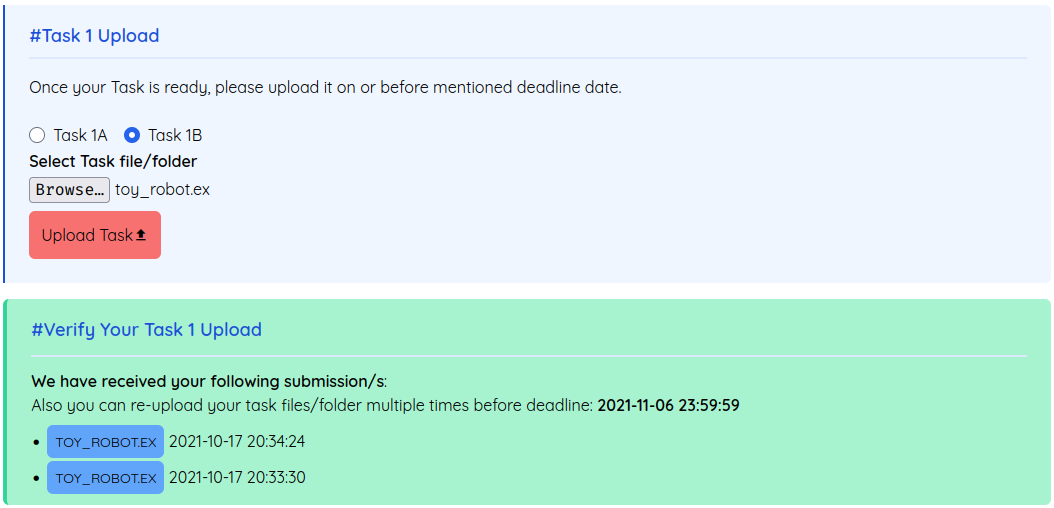 #Task 1 Upload
Once your Task is ready, please upload it on or before mentioned deadline date.
Task 1A Task 1B
Select Task file/folder
Browse… toy_robot.ex
Upload Task
#Verify Your Task 1 Upload
We have received your following submission/s:
Also you can re-upload your task files/folder multiple times before deadline: 2021-11-06 23:59:59
TOY_ROBOT.EX 2021-10-17 20:34:24
TOY_ROBOT.EX 2021-10-17 20:33:30